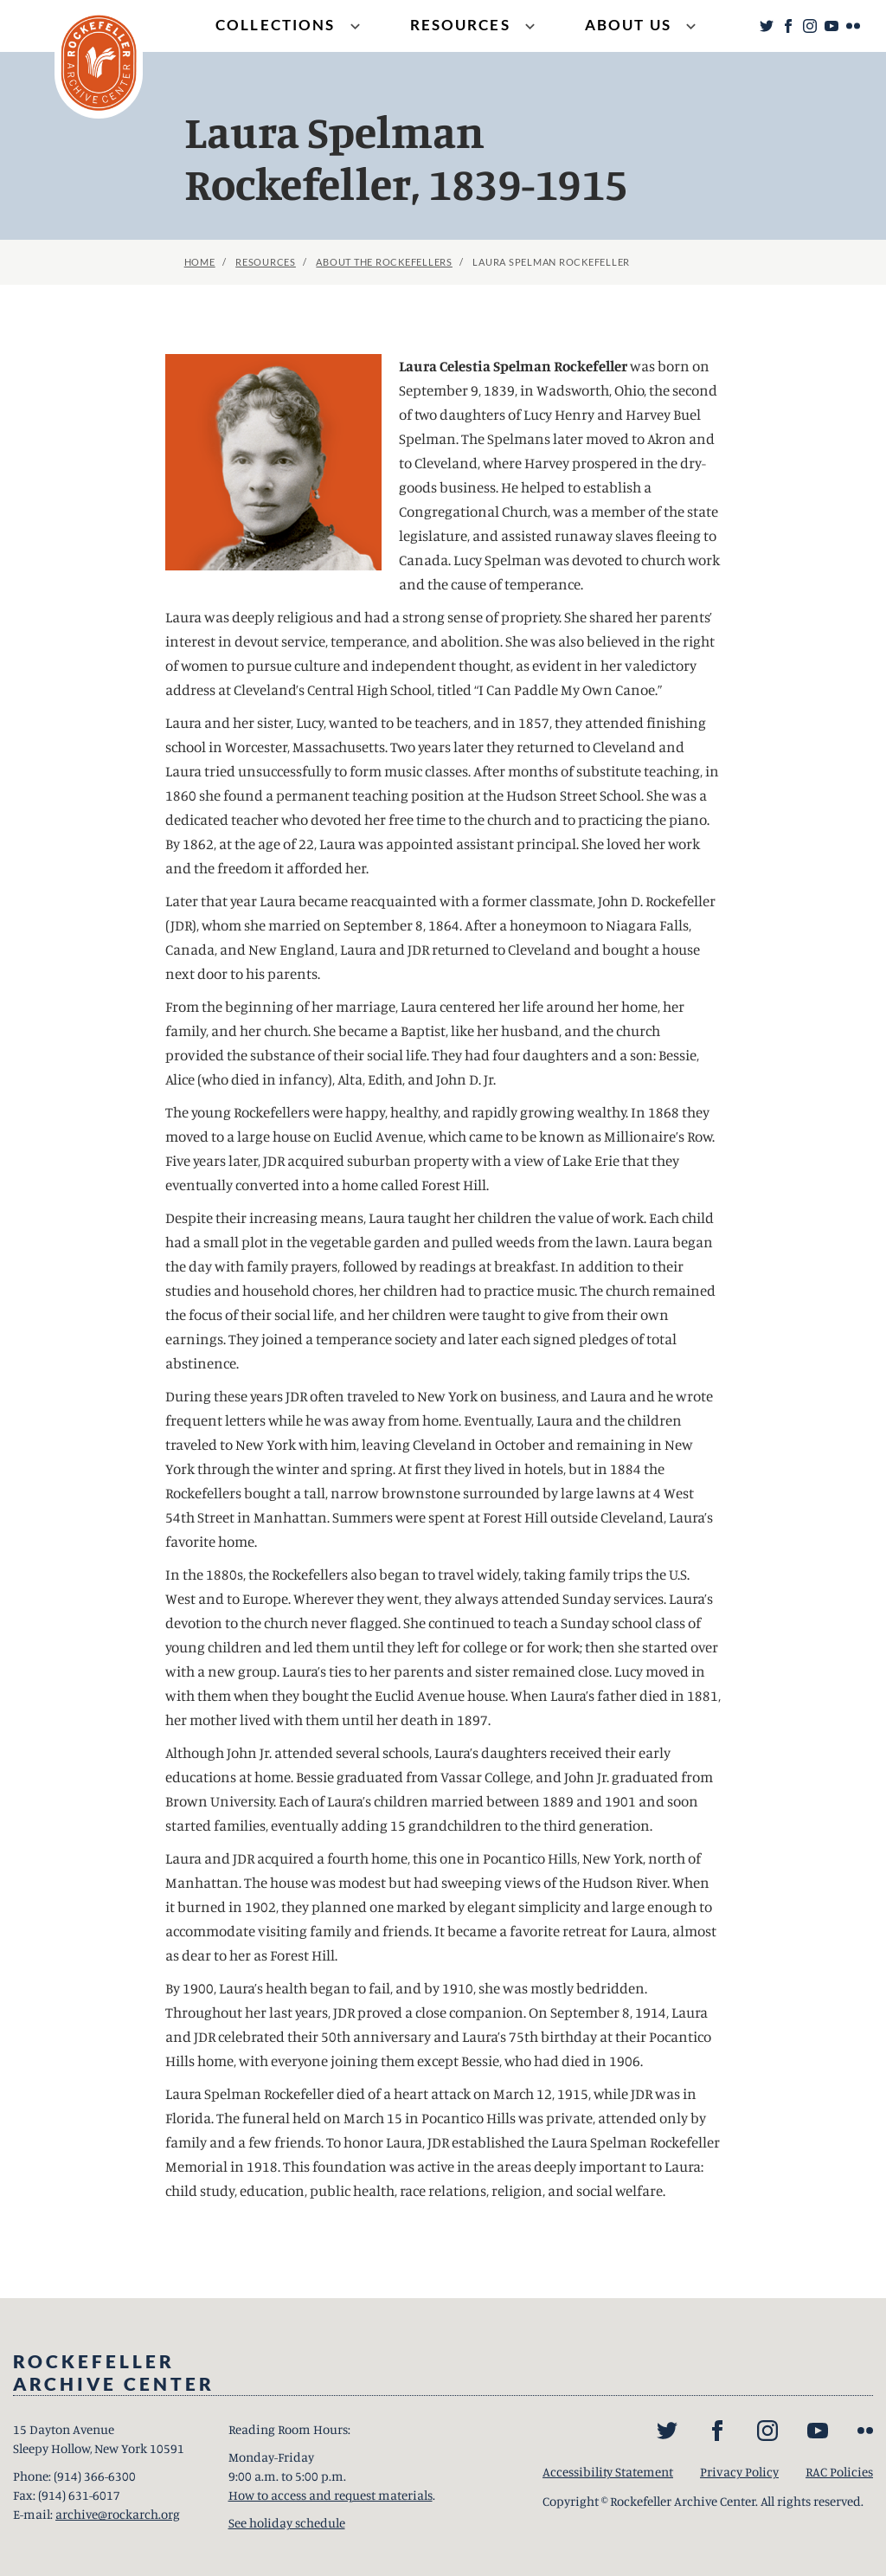 COLLECTIONS RESOURCES ABOUT US
ROCKEFELLER
ARCHIVE CENTER
Laura Spelman
Rockefeller, 1839-1915
HOME / RESOURCES / ABOUT THE ROCKEFELLERS / LAURA SPELMAN ROCKEFELLER
Laura Celestia Spelman Rockefeller was born on
September 9, 1839, in Wadsworth, Ohio, the second
of two daughters of Lucy Henry and Harvey Buel
Spelman. The Spelmans later moved to Akron and
to Cleveland, where Harvey prospered in the dry-
goods business. He helped to establish a
Congregational Church, was a member of the state
legislature, and assisted runaway slaves fleeing to
Canada. Lucy Spelman was devoted to church work
and the cause of temperance.
Laura was deeply religious and had a strong sense of propriety. She shared her parents’
interest in devout service, temperance, and abolition. She was also believed in the right
of women to pursue culture and independent thought, as evident in her valedictory
address at Cleveland’s Central High School, titled “I Can Paddle My Own Canoe.”
Laura and her sister, Lucy, wanted to be teachers, and in 1857, they attended finishing
school in Worcester, Massachusetts. Two years later they returned to Cleveland and
Laura tried unsuccessfully to form music classes. After months of substitute teaching, in
1860 she found a permanent teaching position at the Hudson Street School. She was a
dedicated teacher who devoted her free time to the church and to practicing the piano.
By 1862, at the age of 22, Laura was appointed assistant principal. She loved her work
and the freedom it afforded her.
Later that year Laura became reacquainted with a former classmate, John D. Rockefeller
(JDR), whom she married on September 8, 1864. After a honeymoon to Niagara Falls,
Canada, and New England, Laura and JDR returned to Cleveland and bought a house
next door to his parents.
From the beginning of her marriage, Laura centered her life around her home, her
family, and her church. She became a Baptist, like her husband, and the church
provided the substance of their social life. They had four daughters and a son: Bessie,
Alice (who died in infancy), Alta, Edith, and John D. Jr.
The young Rockefellers were happy, healthy, and rapidly growing wealthy. In 1868 they
moved to a large house on Euclid Avenue, which came to be known as Millionaire’s Row.
Five years later, JDR acquired suburban property with a view of Lake Erie that they
eventually converted into a home called Forest Hill.
Despite their increasing means, Laura taught her children the value of work. Each child
had a small plot in the vegetable garden and pulled weeds from the lawn. Laura began
the day with family prayers, followed by readings at breakfast. In addition to their
studies and household chores, her children had to practice music. The church remained
the focus of their social life, and her children were taught to give from their own
earnings. They joined a temperance society and later each signed pledges of total
abstinence.
During these years JDR often traveled to New York on business, and Laura and he wrote
frequent letters while he was away from home. Eventually, Laura and the children
traveled to New York with him, leaving Cleveland in October and remaining in New
York through the winter and spring. At first they lived in hotels, but in 1884 the
Rockefellers bought a tall, narrow brownstone surrounded by large lawns at 4 West
54th Street in Manhattan. Summers were spent at Forest Hill outside Cleveland, Laura’s
favorite home.
In the 1880s, the Rockefellers also began to travel widely, taking family trips the U.S.
West and to Europe. Wherever they went, they always attended Sunday services. Laura’s
devotion to the church never flagged. She continued to teach a Sunday school class of
young children and led them until they left for college or for work; then she started over
with a new group. Laura’s ties to her parents and sister remained close. Lucy moved in
with them when they bought the Euclid Avenue house. When Laura’s father died in 1881,
her mother lived with them until her death in 1897.
Although John Jr. attended several schools, Laura’s daughters received their early
educations at home. Bessie graduated from Vassar College, and John Jr. graduated from
Brown University. Each of Laura’s children married between 1889 and 1901 and soon
started families, eventually adding 15 grandchildren to the third generation.
Laura and JDR acquired a fourth home, this one in Pocantico Hills, New York, north of
Manhattan. The house was modest but had sweeping views of the Hudson River. When
it burned in 1902, they planned one marked by elegant simplicity and large enough to
accommodate visiting family and friends. It became a favorite retreat for Laura, almost
as dear to her as Forest Hill.
By 1900, Laura’s health began to fail, and by 1910, she was mostly bedridden.
Throughout her last years, JDR proved a close companion. On September 8, 1914, Laura
and JDR celebrated their 50th anniversary and Laura’s 75th birthday at their Pocantico
Hills home, with everyone joining them except Bessie, who had died in 1906.
Laura Spelman Rockefeller died of a heart attack on March 12, 1915, while JDR was in
Florida. The funeral held on March 15 in Pocantico Hills was private, attended only by
family and a few friends. To honor Laura, JDR established the Laura Spelman Rockefeller
Memorial in 1918. This foundation was active in the areas deeply important to Laura:
child study, education, public health, race relations, religion, and social welfare.
ROCKEFELLER
ARCHIVE CENTER
15 Dayton Avenue
Sleepy Hollow, New York 10591
Phone: (914) 366-6300
Fax: (914) 631-6017
E-mail: archive@rockarch.org
Reading Room Hours:
Monday-Friday
9:00 a.m. to 5:00 p.m.
How to access and request materials.
See holiday schedule
Accessibility Statement Privacy Policy RAC Policies
Copyright © Rockefeller Archive Center. All rights reserved.